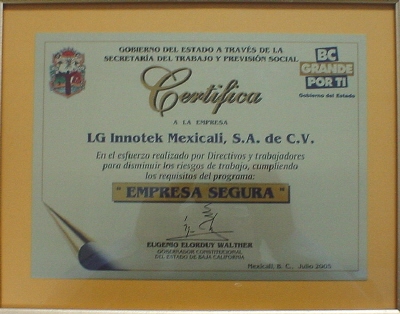 GOBIERNO DEL ESTADO A TRAVÉS DE LA
SECRETARÍA DEL TRABAJO Y PREVISIÓN SOCIAL
BC
GRANDE
POR TI
Gobierno del Estado
Certifica
A LA EMPRESA
LG Innotek Mexicali, S.A. de C.V.
En el esfuerzo realizado por Directivos y trabajadores
para disminuir los riesgos de trabajo, cumpliendo
los requisitos del programa:
" EMPRESA SEGURA "
EUGENIO ELORDUY WALTHER
GOBERNADOR CONSTITUCIONAL
DEL ESTADO DE BAJA CALIFORNIA
Mexicali, B. C., Julio 2005